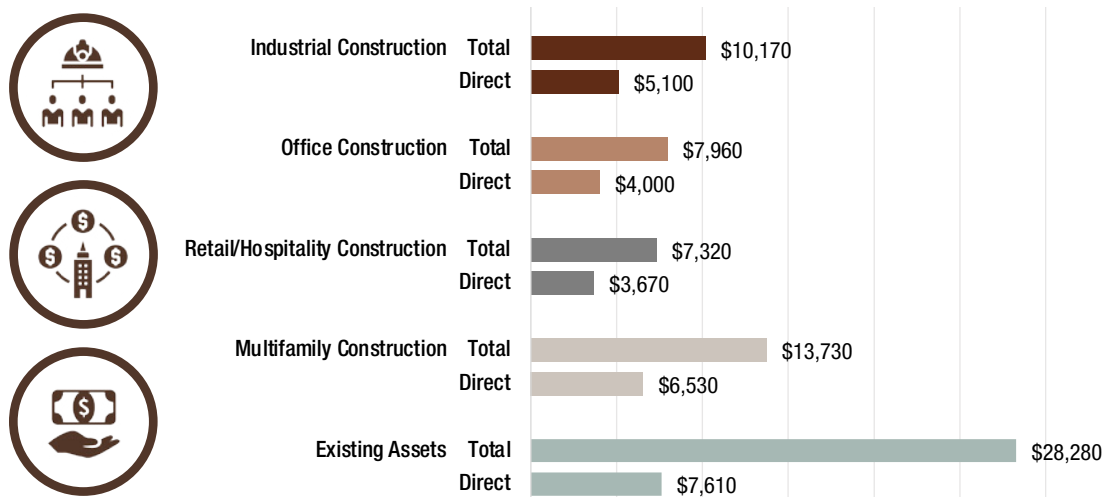 Industrial Construction Total $10,170
Direct $5,100
Office Construction Total $7,960
Direct $4,000
Retail/Hospitality Construction Total $7,320
Direct $3,670
Multifamily Construction Total $13,730
Direct $6,530
Existing Assets Total $28,280
Direct $7,610